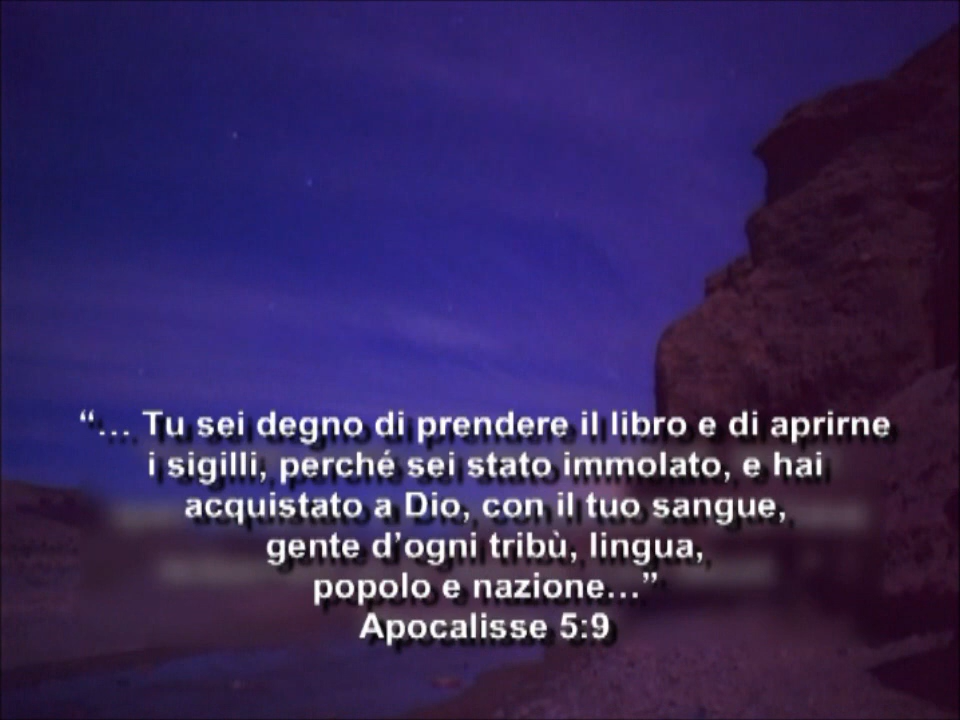 “… Tu sei degno di prendere il libro e di aprirne
i sigilli, perché sei stato immolato, e hai
acquistato a Dio, con il tuo sangue,
gente d’ogni tribù, lingua,
popolo e nazione…”
Apocalisse 5:9